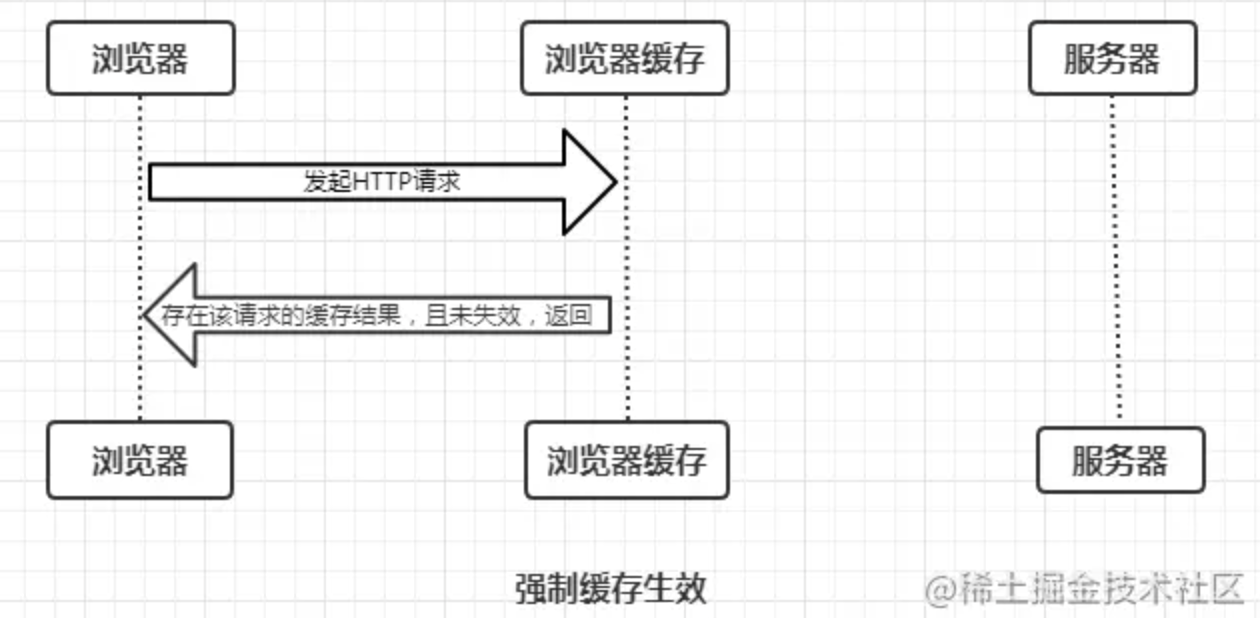 浏览器
浏览器缓存
服务器
发起HTTP请求
存在该请求的缓存结果，且未失效，返回
浏览器
浏览器缓存
服务器
强制缓存生效
@稀土掘金技术社区